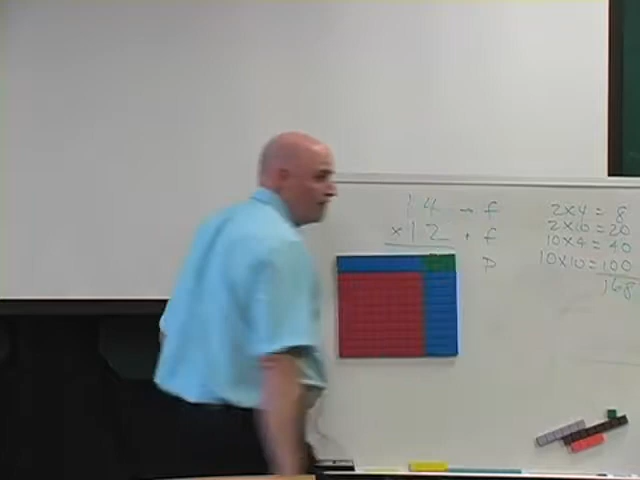 14 → f
×12 → f
p
2×4 = 8
2×10 = 20
10×4 = 40
10×10 = 100
168